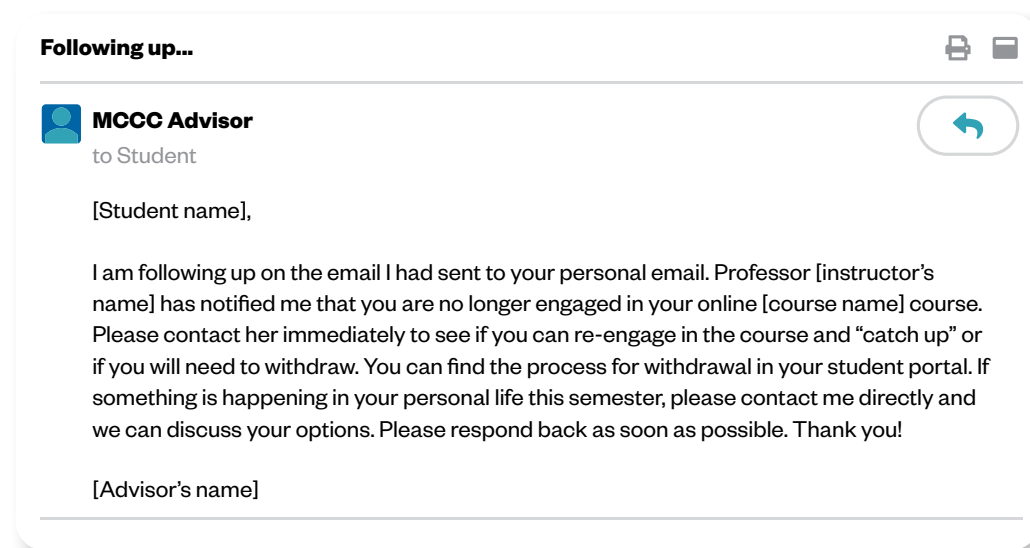 Following up...
MCCC Advisor
to Student
[Student name],
I am following up on the email I had sent to your personal email. Professor [instructor’s
name] has notified me that you are no longer engaged in your online [course name] course.
Please contact her immediately to see if you can re-engage in the course and “catch up” or
if you will need to withdraw. You can find the process for withdrawal in your student portal. If
something is happening in your personal life this semester, please contact me directly and
we can discuss your options. Please respond back as soon as possible. Thank you!
[Advisor’s name]